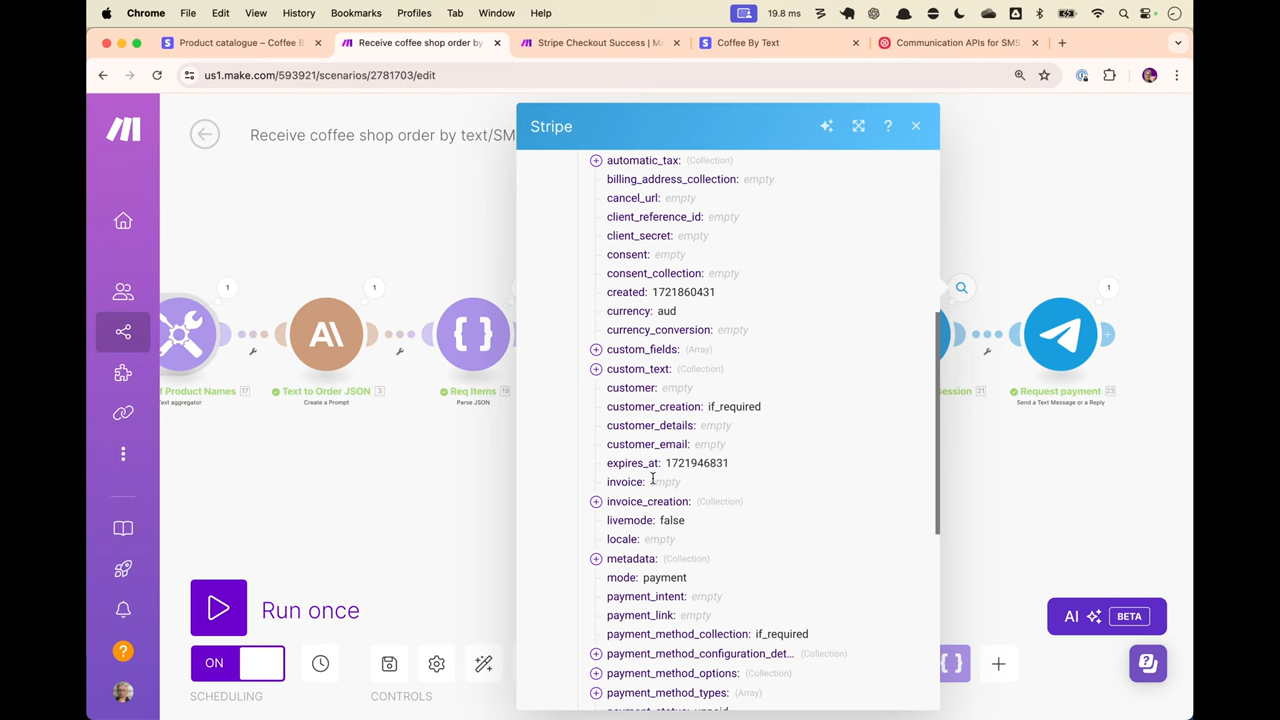 Chrome File Edit View History Bookmarks Profiles Tab Window Help 19.8 ms
Product catalogue – Coffee B
Receive coffee shop order by
Stripe Checkout Success | Ma
Coffee By Text
Communication APIs for SMS
us1.make.com/593921/scenarios/2781703/edit
Receive coffee shop order by text/SM
Stripe
automatic_tax: (Collection)
billing_address_collection: empty
cancel_url: empty
client_reference_id: empty
client_secret: empty
consent: empty
consent_collection: empty
created: 1721860431
currency: aud
currency_conversion: empty
custom_fields: (Array)
custom_text: (Collection)
customer: empty
customer_creation: if_required
customer_details: empty
customer_email: empty
expires_at: 1721946831
invoice: empty
invoice_creation: (Collection)
livemode: false
locale: empty
metadata: (Collection)
mode: payment
payment_intent: empty
payment_link: empty
payment_method_collection: if_required
payment_method_configuration_det... (Collection)
payment_method_options: (Collection)
payment_method_types: (Array)
payment_status: unpaid
1
1
1
1
f Product Names 17
Text aggregator
Text to Order JSON 3
Create a Prompt
Req Items 19
Parse JSON
Session 21
Request payment 23
Send a Text Message or a Reply
Run once
AI BETA
ON
SCHEDULING
CONTROLS